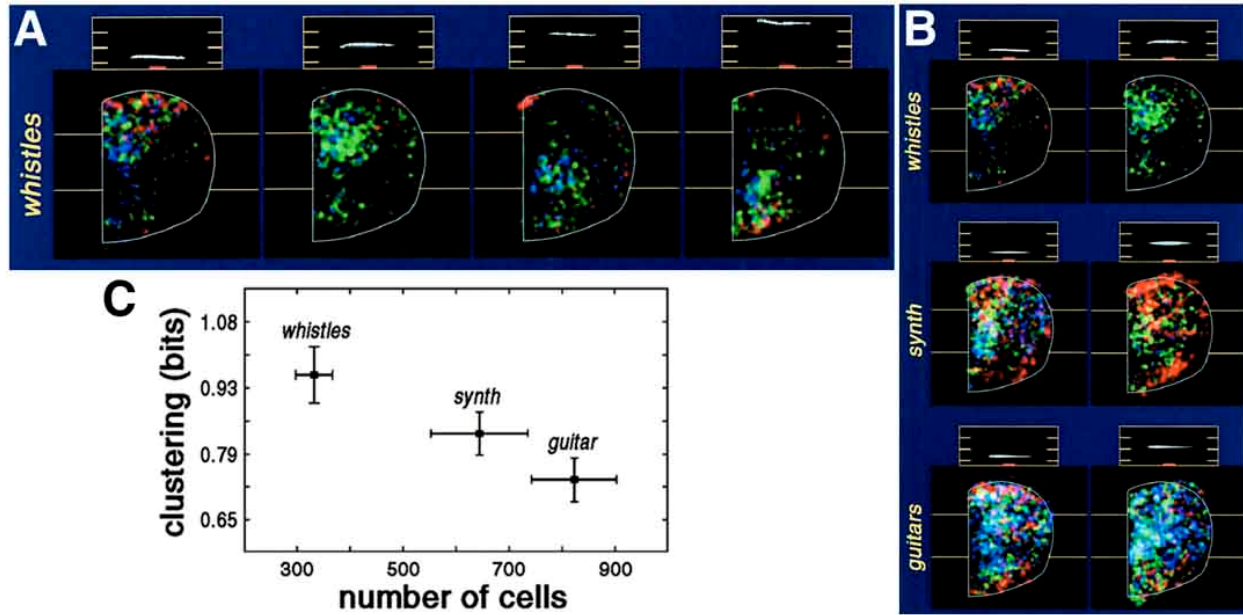 A
whistles
B
whistles
synth
guitars
C
clustering (bits)
1.08
0.93
0.79
0.65
whistles
synth
guitar
300
500
700
900
number of cells